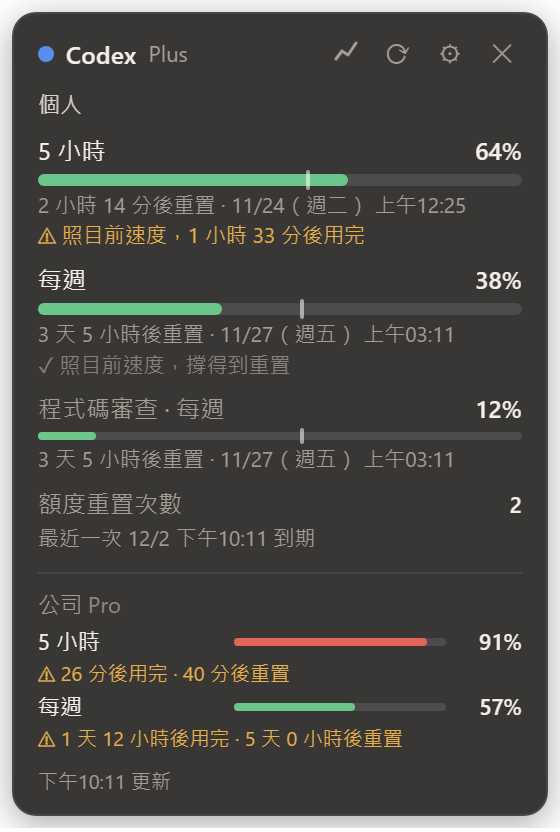 Codex Plus
個人
5 小時 64%
2 小時 14 分後重置 · 11/24（週二） 上午12:25
⚠ 照目前速度，1 小時 33 分後用完
每週 38%
3 天 5 小時後重置 · 11/27（週五） 上午03:11
✓ 照目前速度，撐得到重置
程式碼審查 · 每週 12%
3 天 5 小時後重置 · 11/27（週五） 上午03:11
額度重置次數 2
最近一次 12/2 下午10:11 到期
公司 Pro
5 小時 91%
⚠ 26 分後用完 · 40 分後重置
每週 57%
⚠ 1 天 12 小時後用完 · 5 天 0 小時後重置
下午10:11 更新